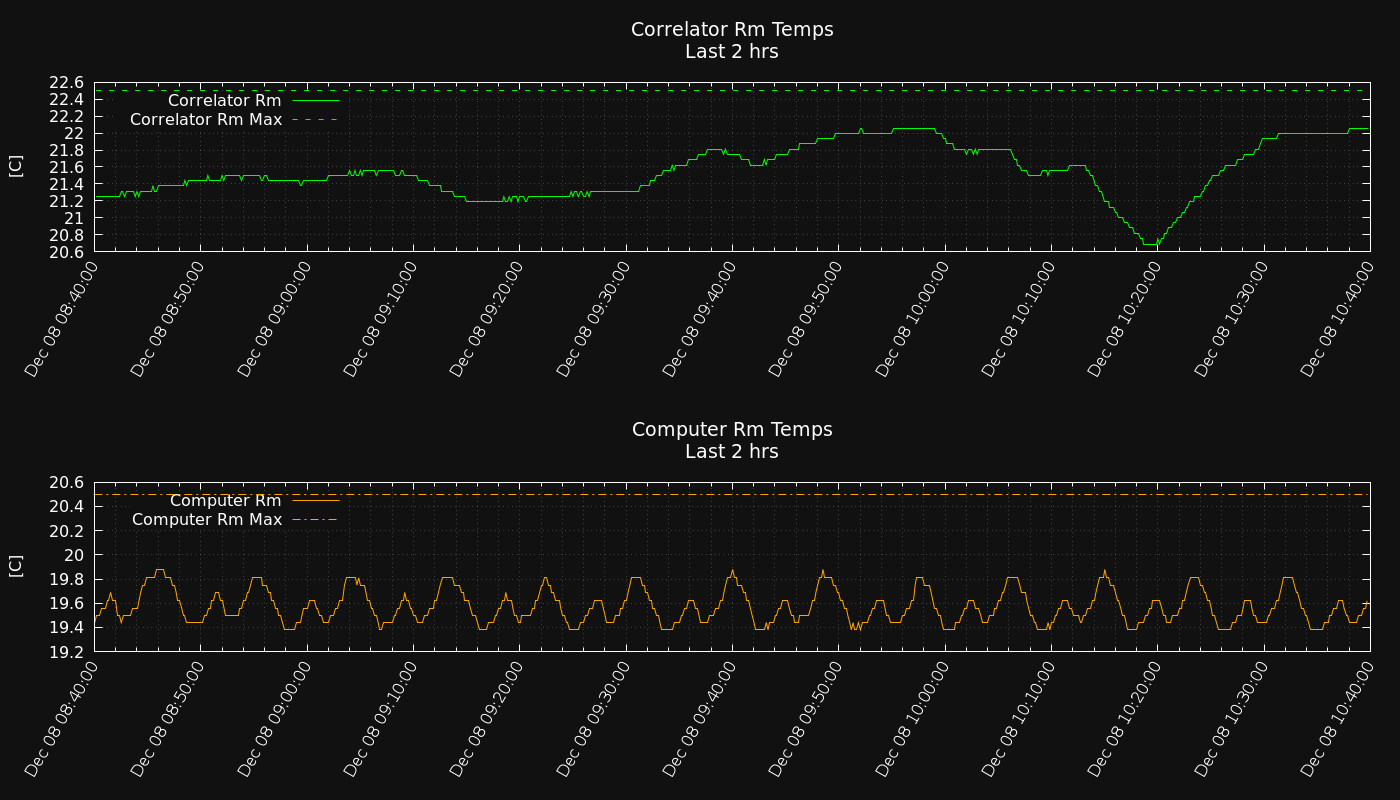 Correlator Rm Temps
Last 2 hrs
22.6
22.4
22.2
22
21.8
21.6
21.4
21.2
21
20.8
20.6
[C]
Correlator Rm
Correlator Rm Max
Dec 08 08:40:00
Dec 08 08:50:00
Dec 08 09:00:00
Dec 08 09:10:00
Dec 08 09:20:00
Dec 08 09:30:00
Dec 08 09:40:00
Dec 08 09:50:00
Dec 08 10:00:00
Dec 08 10:10:00
Dec 08 10:20:00
Dec 08 10:30:00
Dec 08 10:40:00
Computer Rm Temps
Last 2 hrs
20.6
20.4
20.2
20
19.8
19.6
19.4
19.2
[C]
Computer Rm
Computer Rm Max
Dec 08 08:40:00
Dec 08 08:50:00
Dec 08 09:00:00
Dec 08 09:10:00
Dec 08 09:20:00
Dec 08 09:30:00
Dec 08 09:40:00
Dec 08 09:50:00
Dec 08 10:00:00
Dec 08 10:10:00
Dec 08 10:20:00
Dec 08 10:30:00
Dec 08 10:40:00